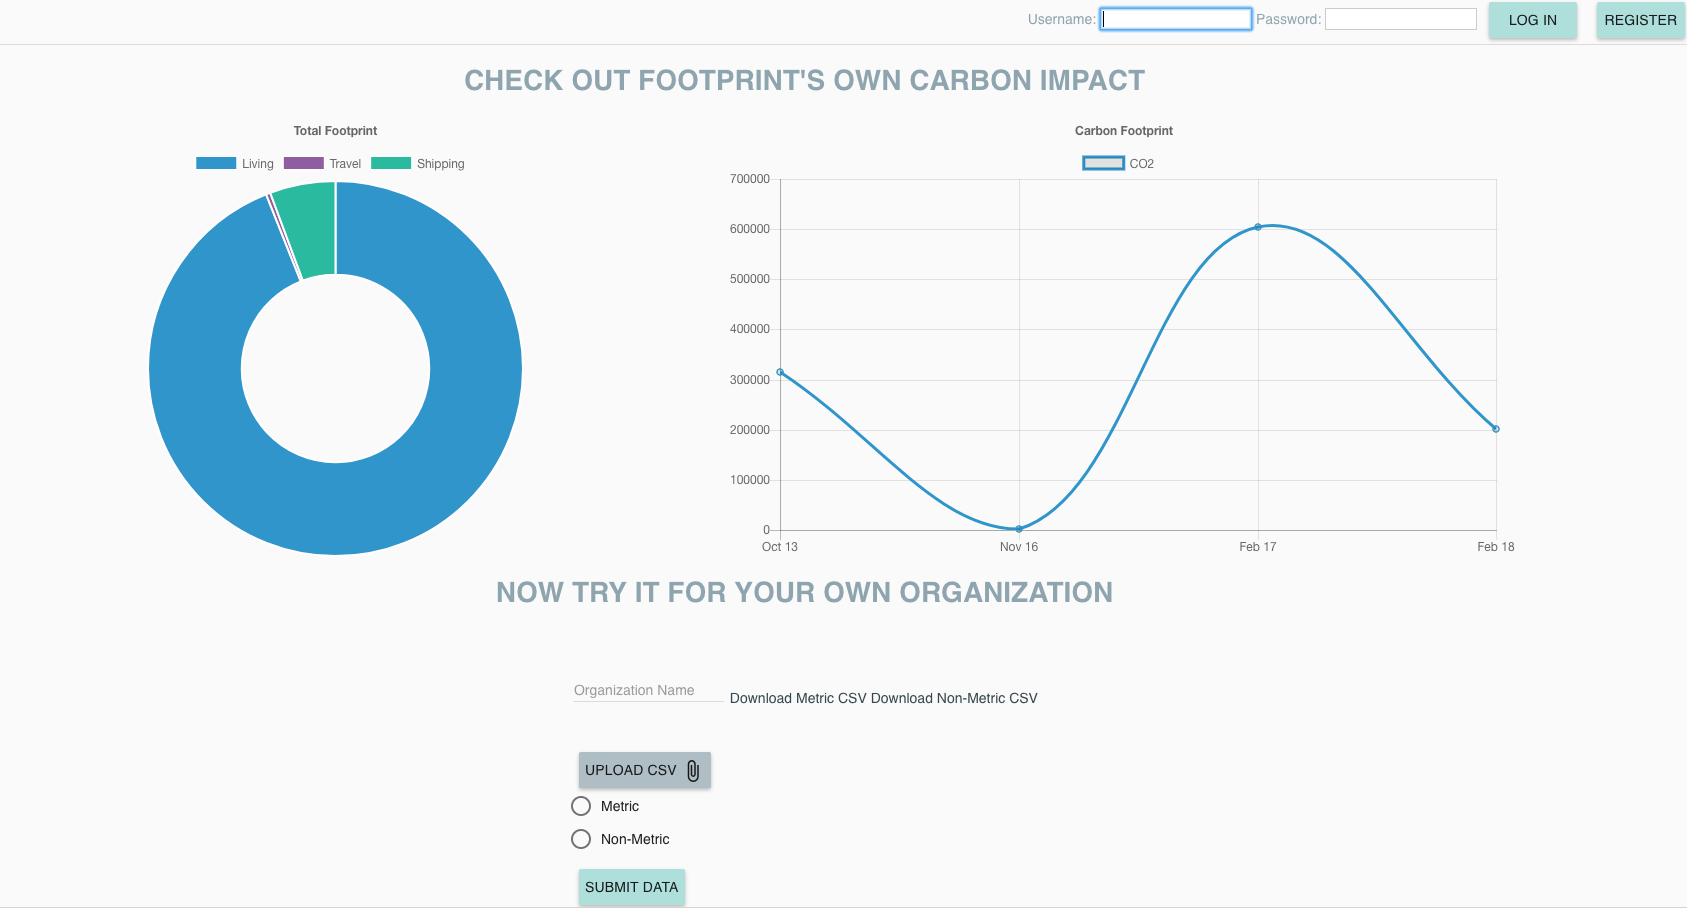 Username: Password: LOG IN REGISTER
CHECK OUT FOOTPRINT'S OWN CARBON IMPACT
Total Footprint
Living Travel Shipping
Carbon Footprint
CO2
700000
600000
500000
400000
300000
200000
100000
0
Oct 13 Nov 16 Feb 17 Feb 18
NOW TRY IT FOR YOUR OWN ORGANIZATION
Organization Name Download Metric CSV Download Non-Metric CSV
UPLOAD CSV
Metric
Non-Metric
SUBMIT DATA